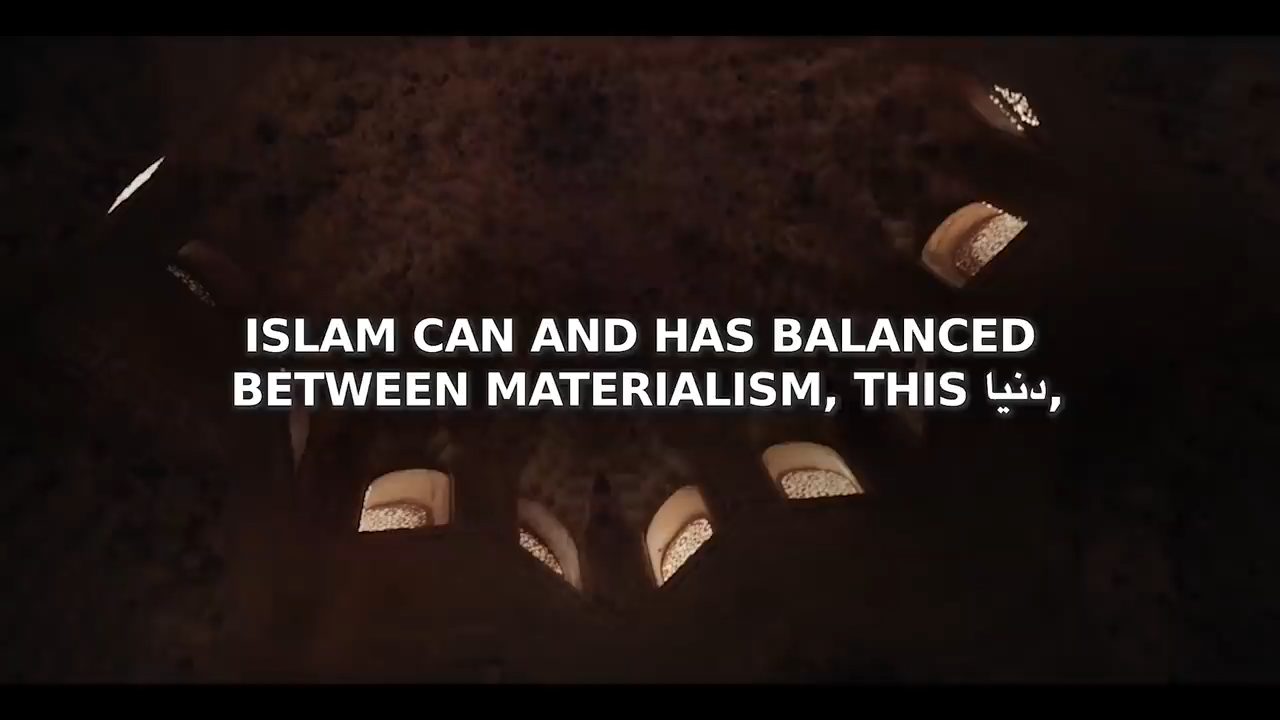 ISLAM CAN AND HAS BALANCED
BETWEEN MATERIALISM, THIS دنيا,